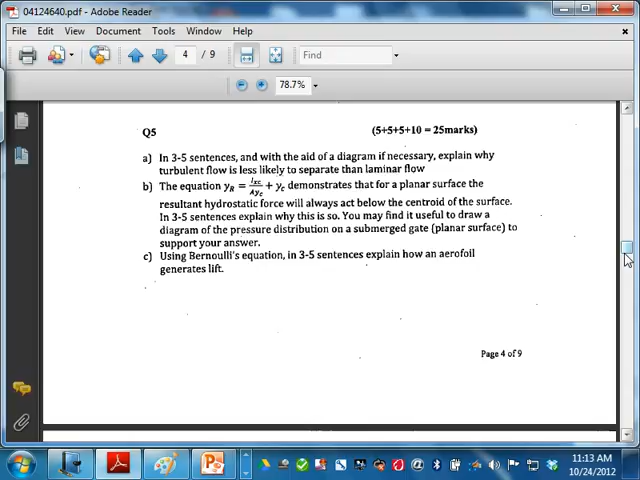 04124640.pdf - Adobe Reader
File Edit View Document Tools Window Help
4 / 9 Find
78.7%
Q5 (5+5+5+10 = 25marks)
a) In 3-5 sentences, and with the aid of a diagram if necessary, explain why
turbulent flow is less likely to separate than laminar flow
b) The equation y_R = I_xc / Ay_c + y_c demonstrates that for a planar surface the
resultant hydrostatic force will always act below the centroid of the surface.
In 3-5 sentences explain why this is so. You may find it useful to draw a
diagram of the pressure distribution on a submerged gate (planar surface) to
support your answer.
c) Using Bernoulli's equation, in 3-5 sentences explain how an aerofoil
generates lift.
Page 4 of 9
11:13 AM
10/24/2012